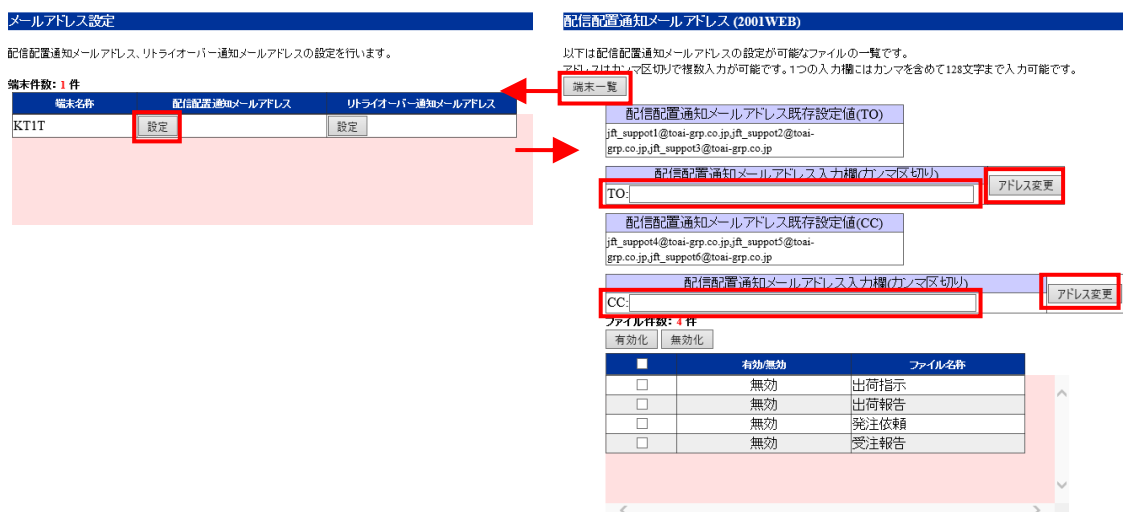 メールアドレス設定
配信配置通知メールアドレス、リトライオーバー通知メールアドレスの設定を行います。
端末件数: 1 件
端末名称 配信配置通知メールアドレス リトライオーバー通知メールアドレス
KT1T 設定 設定
配信配置通知メールアドレス (2001WEB)
以下は配信配置通知メールアドレスの設定が可能なファイルの一覧です。
アドレスはカンマ区切りで複数入力が可能です。1つの入力欄にはカンマを含めて128文字まで入力可能です。
端末一覧
配信配置通知メールアドレス既存設定値(TO)
jft_suppot1@toai-grp.co.jp,jft_suppot2@toai-
grp.co.jp,jft_suppot3@toai-grp.co.jp
配信配置通知メールアドレス入力欄(カンマ区切り)
アドレス変更
TO:
配信配置通知メールアドレス既存設定値(CC)
jft_suppot4@toai-grp.co.jp,jft_suppot5@toai-
grp.co.jp,jft_suppot6@toai-grp.co.jp
配信配置通知メールアドレス入力欄(カンマ区切り)
アドレス変更
CC:
ファイル件数: 4 件
有効化 無効化
有効/無効 ファイル名称
無効 出荷指示
無効 出荷報告
無効 発注依頼
無効 受注報告